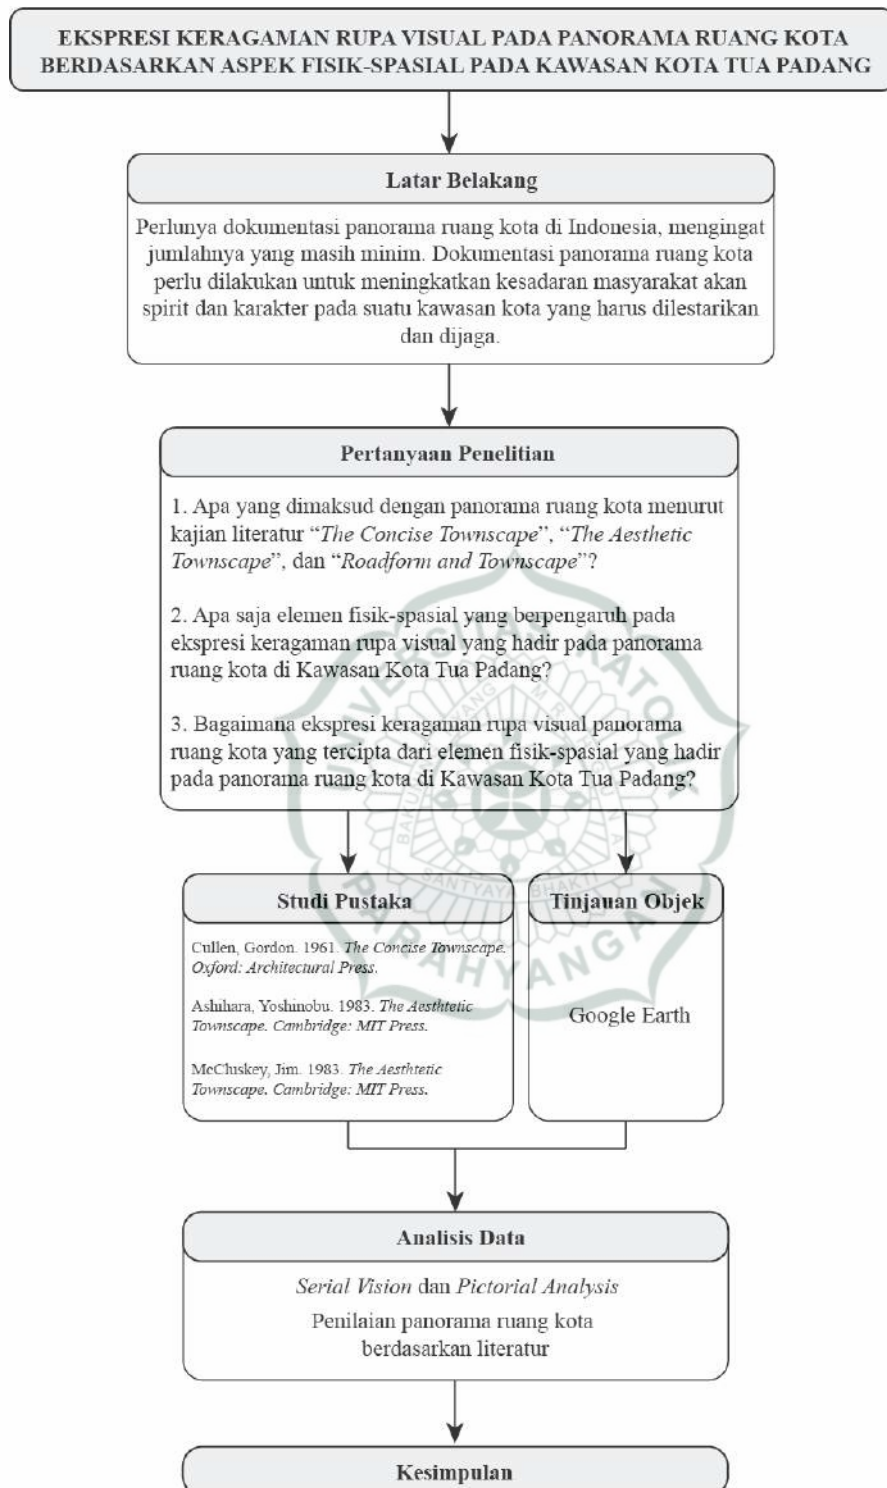 EKSPRESI KERAGAMAN RUPA VISUAL PADA PANORAMA RUANG KOTA
BERDASARKAN ASPEK FISIK-SPASIAL PADA KAWASAN KOTA TUA PADANG
Latar Belakang
Perlunya dokumentasi panorama ruang kota di Indonesia, mengingat
jumlahnya yang masih minim. Dokumentasi panorama ruang kota
perlu dilakukan untuk meningkatkan kesadaran masyarakat akan
spirit dan karakter pada suatu kawasan kota yang harus dilestarikan
dan dijaga.
Pertanyaan Penelitian
1. Apa yang dimaksud dengan panorama ruang kota menurut
kajian literatur “The Concise Townscape”, “The Aesthetic
Townscape”, dan “Roadform and Townscape”?
2. Apa saja elemen fisik-spasial yang berpengaruh pada
ekspresi keragaman rupa visual yang hadir pada panorama
ruang kota di Kawasan Kota Tua Padang?
3. Bagaimana ekspresi keragaman rupa visual panorama
ruang kota yang tercipta dari elemen fisik-spasial yang hadir
pada panorama ruang kota di Kawasan Kota Tua Padang?
UNIVERSITAS KATOLIK
PARAHYANGAN
SANTYAYA BHAKTI
Studi Pustaka
Cullen, Gordon. 1961. The Concise Townscape.
Oxford: Architectural Press.
Ashihara, Yoshinobu. 1983. The Aesthtetic
Townscape. Cambridge: MIT Press.
McCluskey, Jim. 1983. The Aesthtetic
Townscape. Cambridge: MIT Press.
Tinjauan Objek
Google Earth
Analisis Data
Serial Vision dan Pictorial Analysis
Penilaian panorama ruang kota
berdasarkan literatur
Kesimpulan